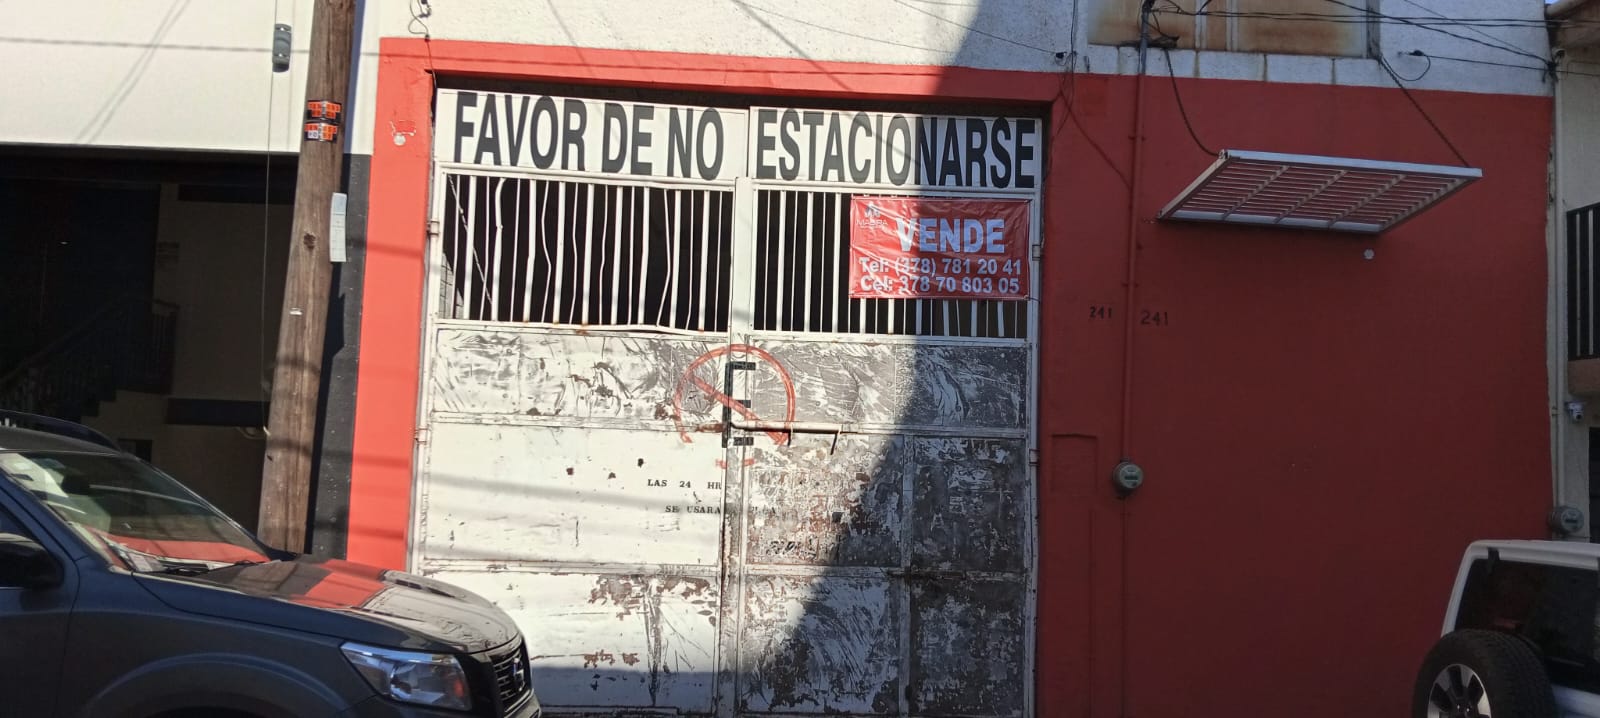 FAVOR DE NO ESTACIONARSE
VENDE
Tel: (378) 781 20 41
Cel: 378 70 803 05
241 241
E
LAS 24 HR
SE USARA